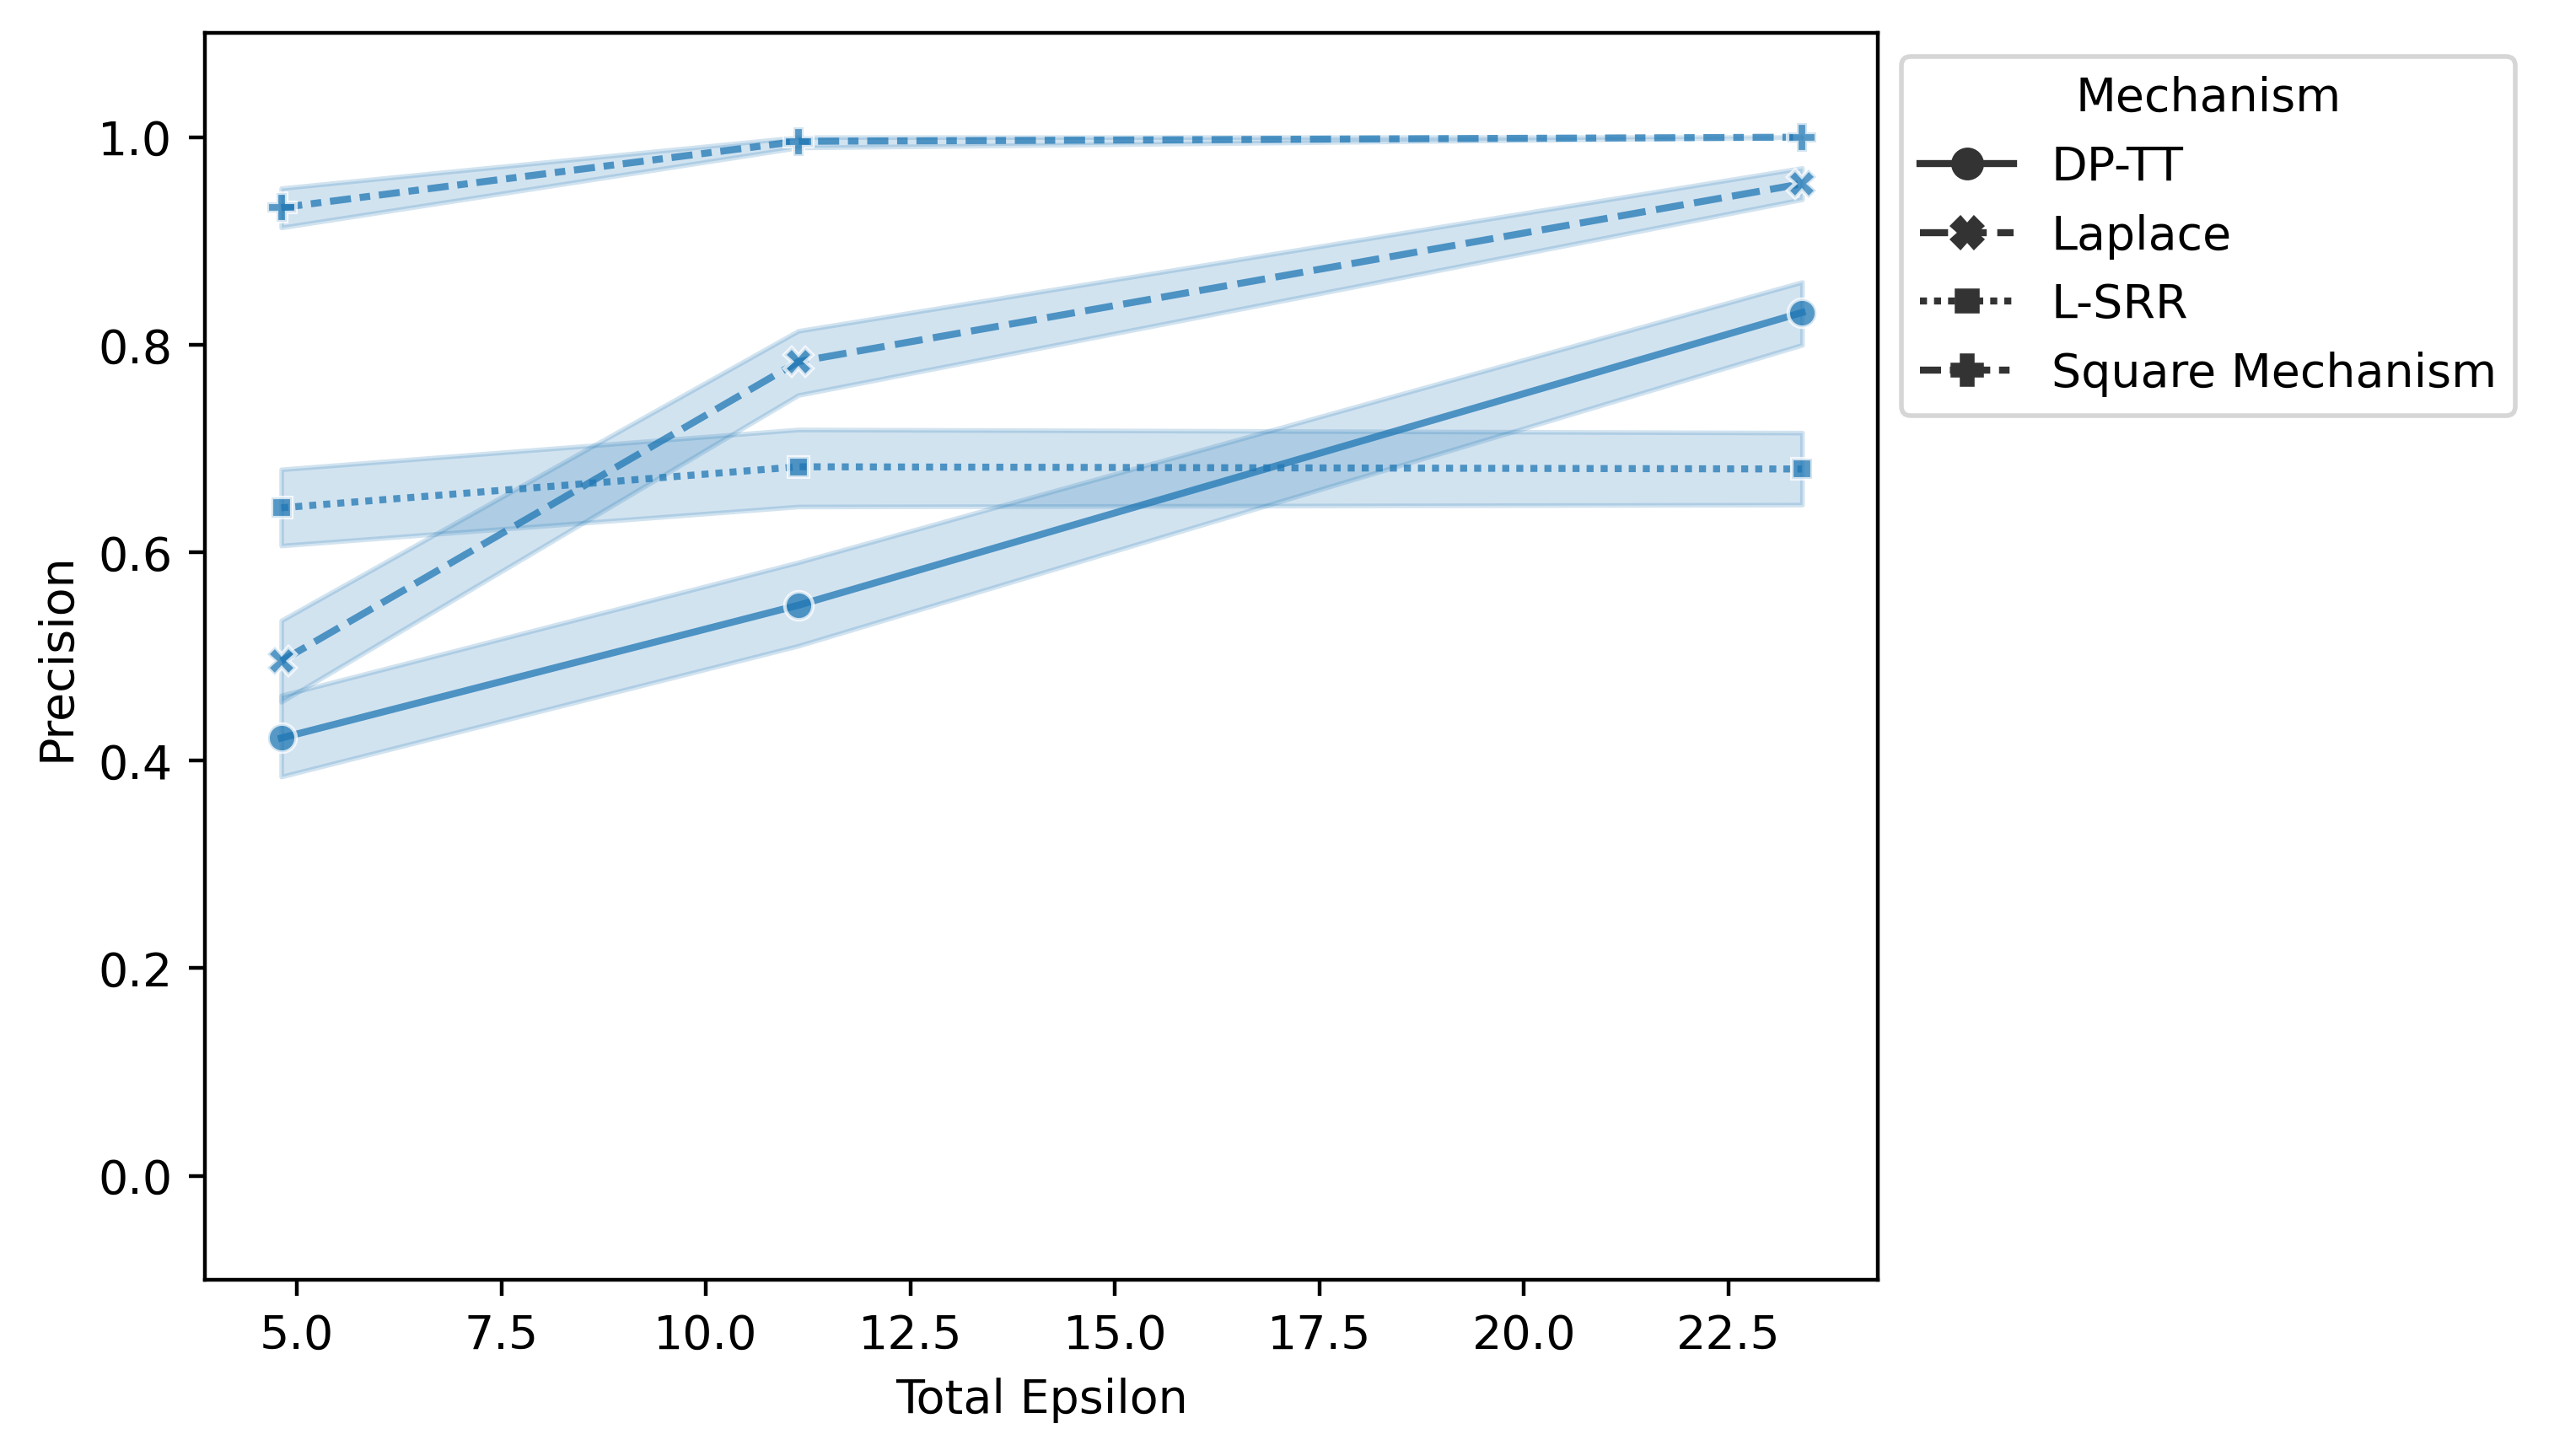 1.0
0.8
0.6
0.4
0.2
0.0
Precision
5.0 7.5 10.0 12.5 15.0 17.5 20.0 22.5
Total Epsilon
Mechanism
DP-TT
Laplace
L-SRR
Square Mechanism